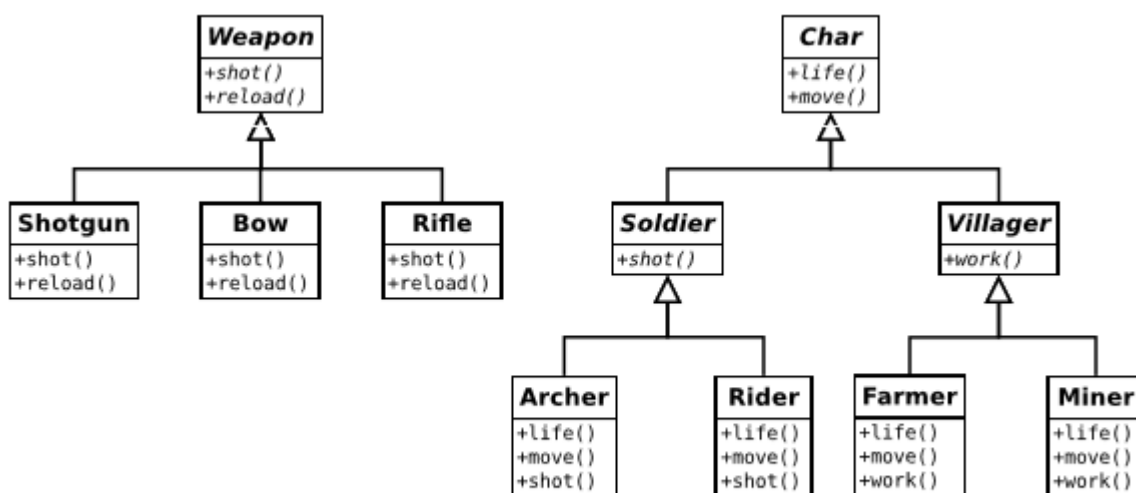 Weapon
+shot()
+reload()
Char
+life()
+move()
Shotgun
+shot()
+reload()
Bow
+shot()
+reload()
Rifle
+shot()
+reload()
Soldier
+shot()
Villager
+work()
Archer
+life()
+move()
+shot()
Rider
+life()
+move()
+shot()
Farmer
+life()
+move()
+work()
Miner
+life()
+move()
+work()